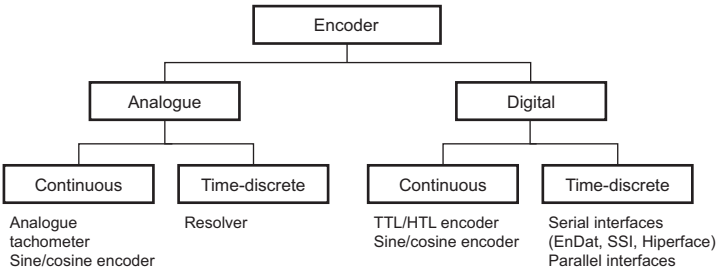 Encoder
Analogue
Digital
Continuous
Time-discrete
Continuous
Time-discrete
Analogue
tachometer
Sine/cosine encoder
Resolver
TTL/HTL encoder
Sine/cosine encoder
Serial interfaces
(EnDat, SSI, Hiperface)
Parallel interfaces